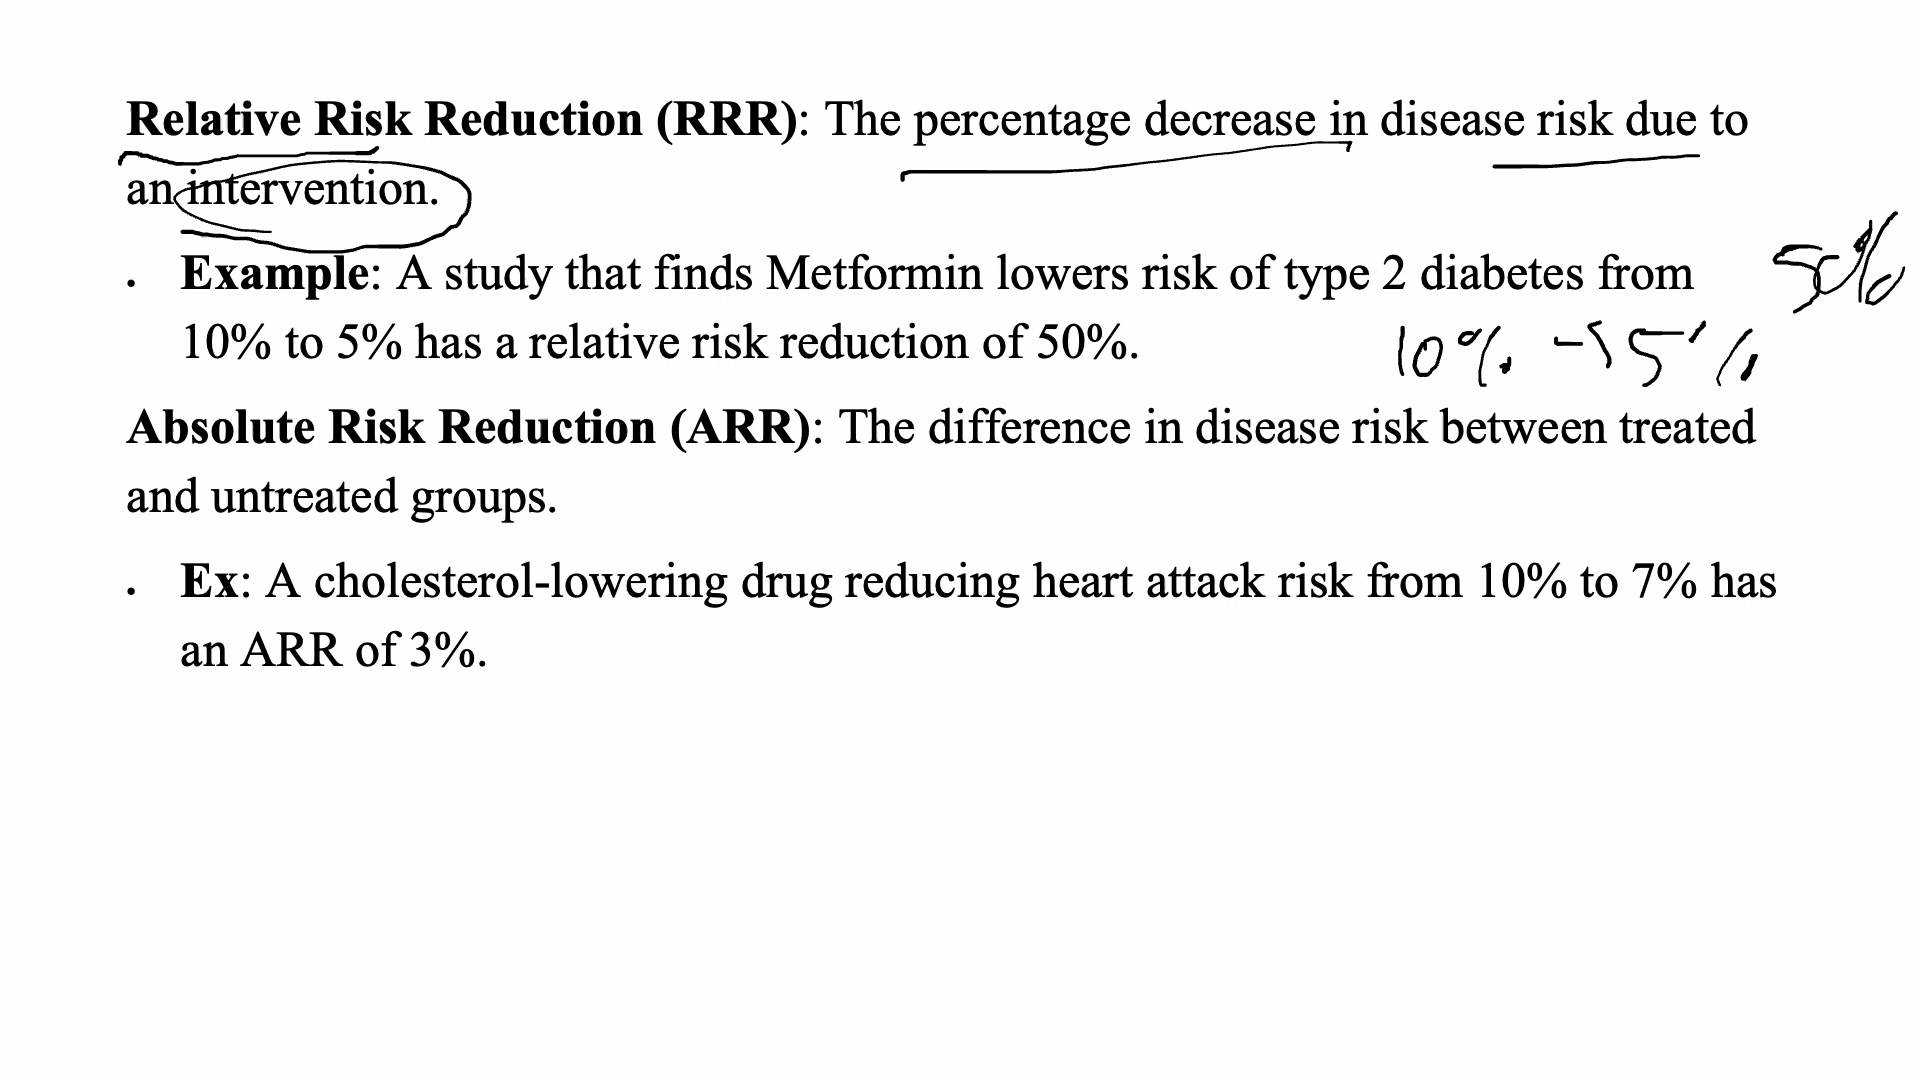 Relative Risk Reduction (RRR): The percentage decrease in disease risk due to
an intervention.
. Example: A study that finds Metformin lowers risk of type 2 diabetes from
50%
10% to 5% has a relative risk reduction of 50%.
10% → 5%
Absolute Risk Reduction (ARR): The difference in disease risk between treated
and untreated groups.
. Ex: A cholesterol-lowering drug reducing heart attack risk from 10% to 7% has
an ARR of 3%.